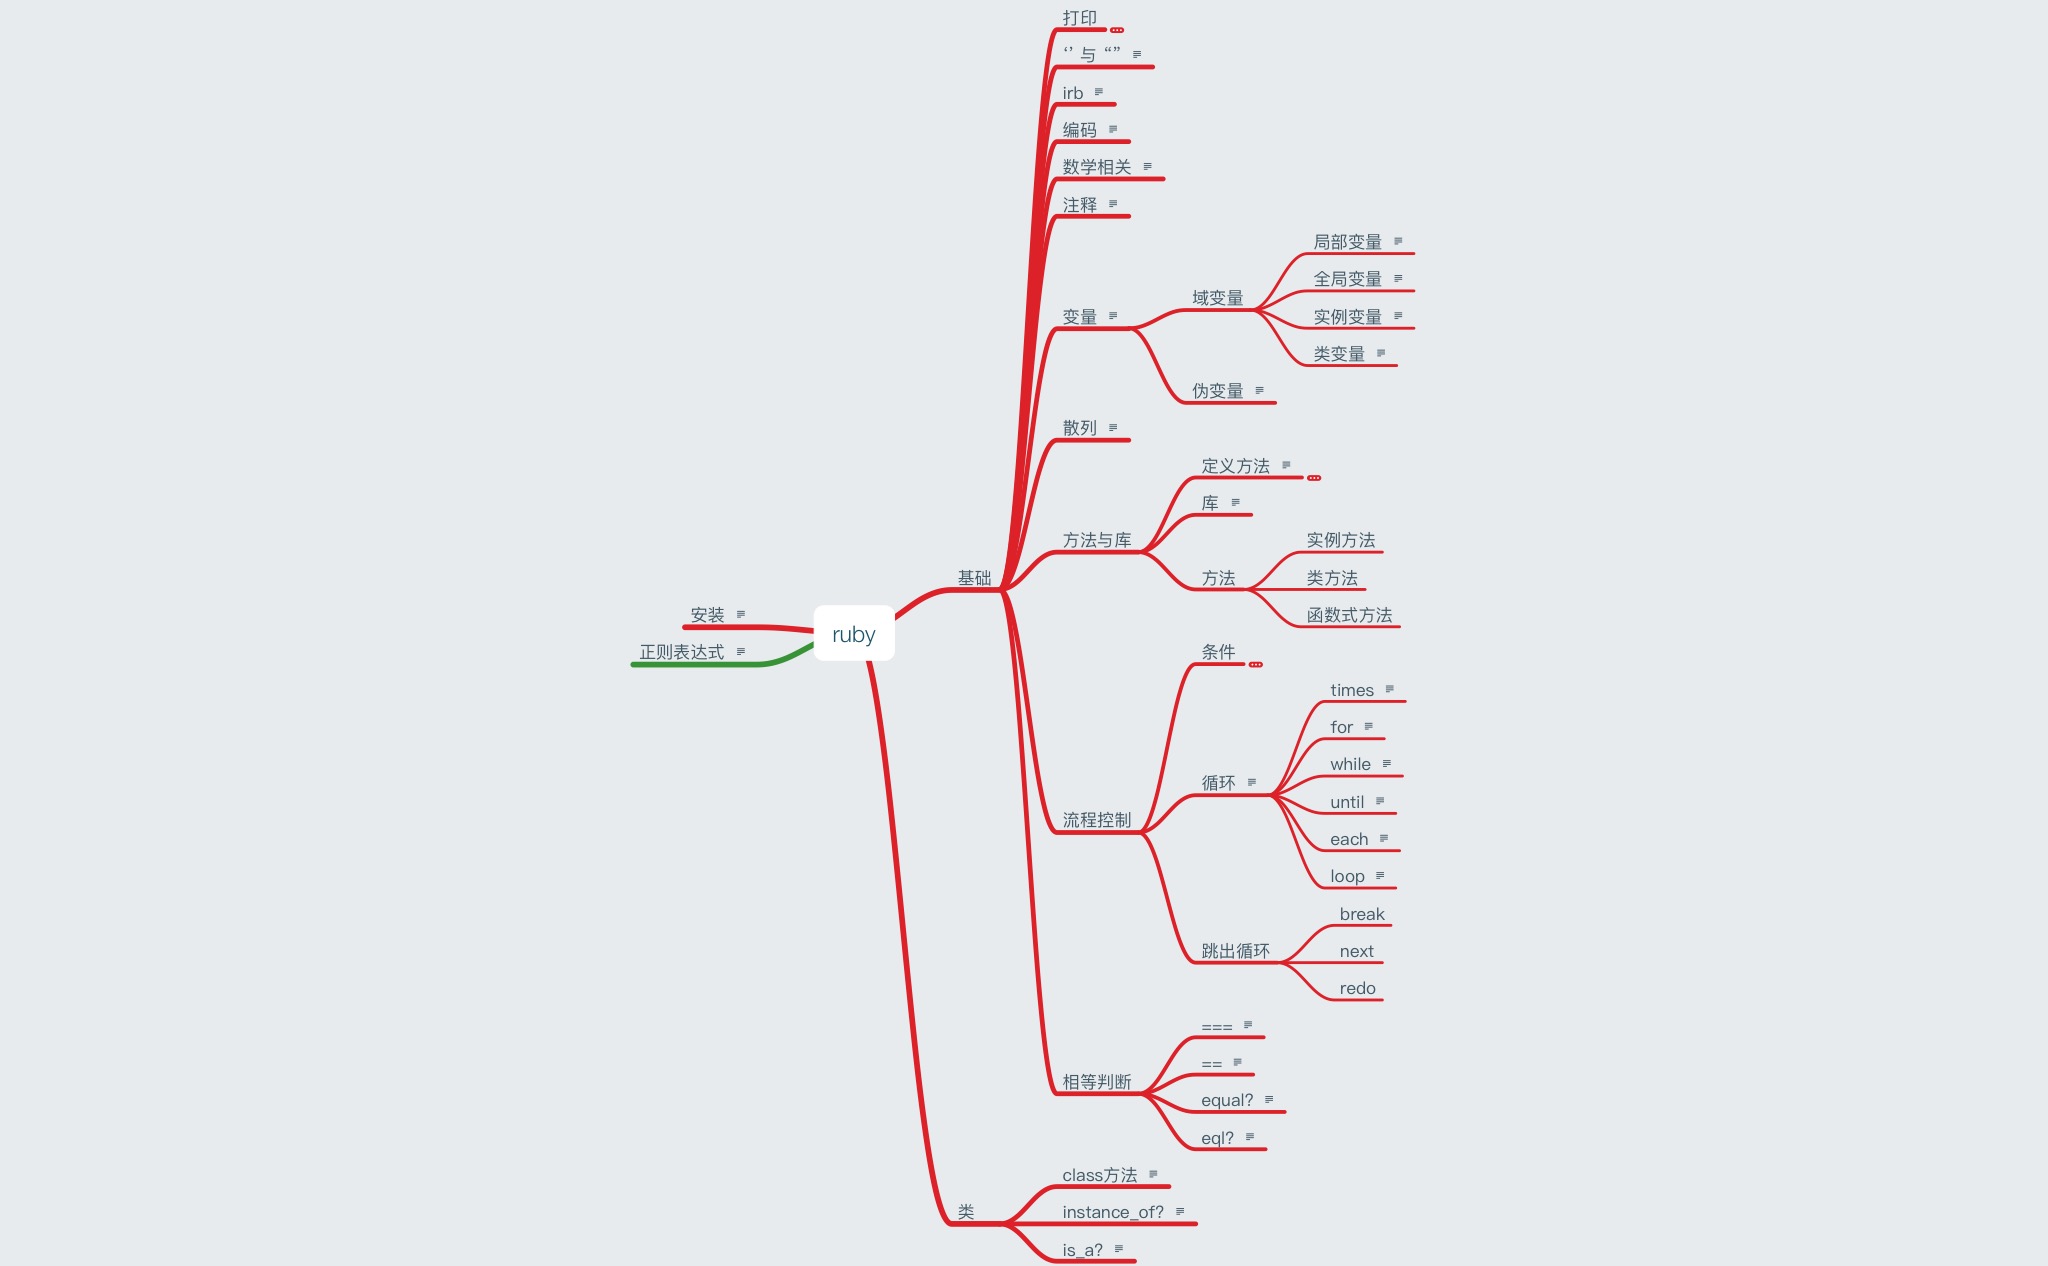 打印
‘’ 与 “”
irb
编码
数学相关
注释
局部变量
全局变量
域变量
实例变量
变量
类变量
伪变量
散列
定义方法
库
方法与库
实例方法
基础
方法
类方法
安装
函数式方法
ruby
正则表达式
条件
times
for
while
循环
until
流程控制
each
loop
break
跳出循环
next
redo
===
==
相等判断
equal?
eql?
class方法
类
instance_of?
is_a?